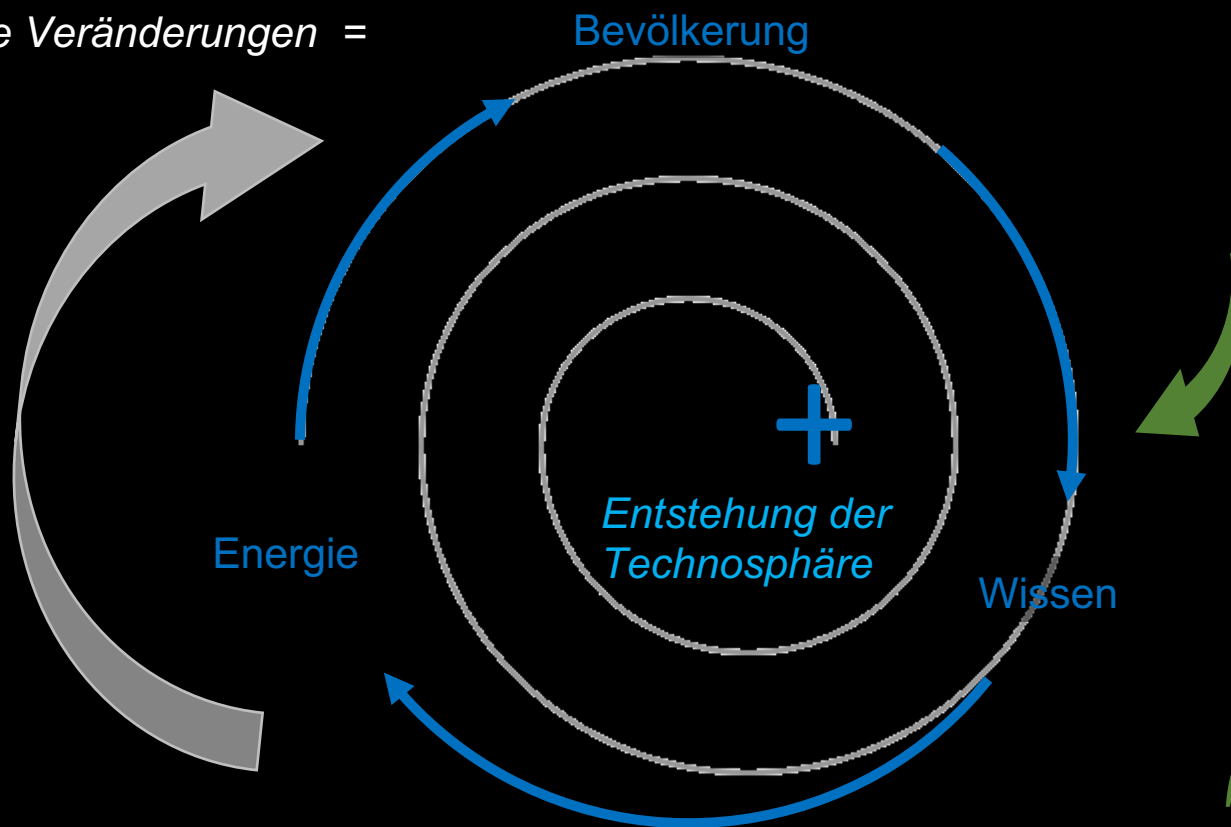 e Veränderungen =
Bevölkerung
Entstehung der
Technosphäre
Energie
Wissen